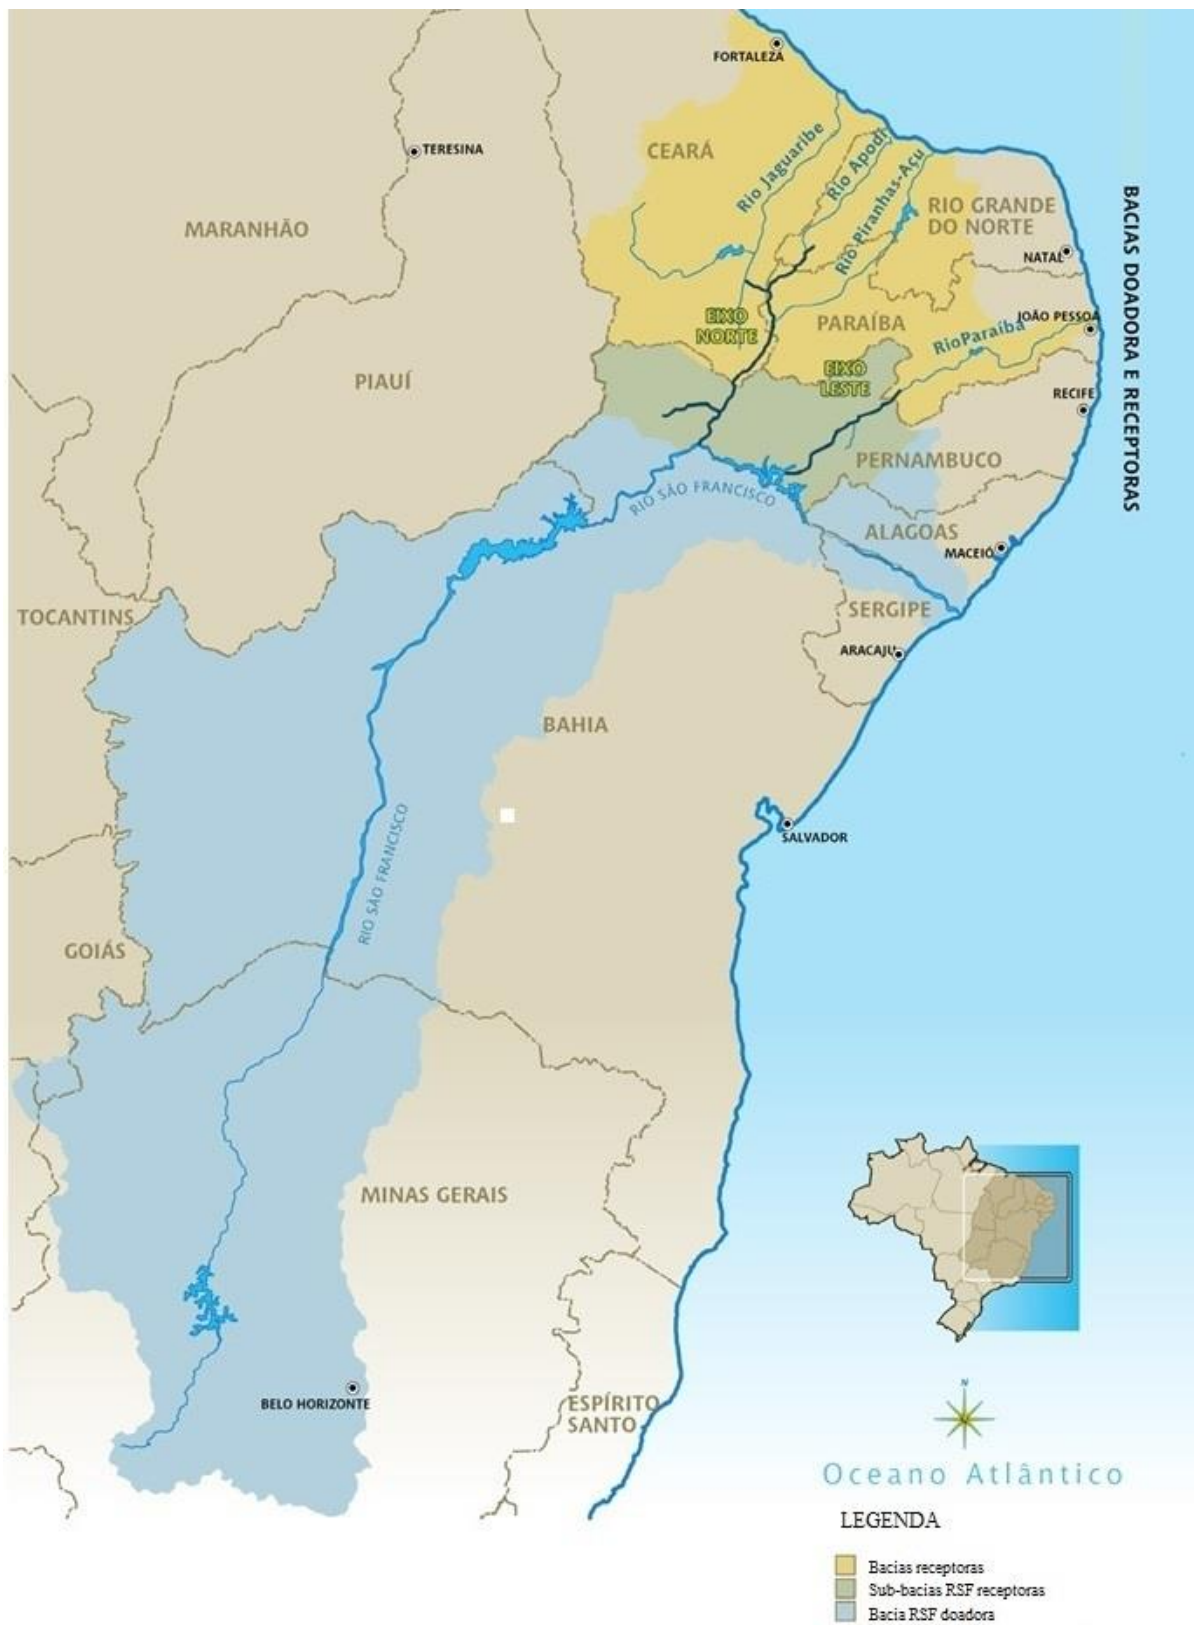 FORTALEZA
TERESINA
CEARÁ
Rio Jaguaribe
Rio Apodi
Rio Piranhas-Açu
BACIAS DOADORA E RECEPTORAS
MARANHÃO
RIO GRANDE
DO NORTE
NATAL
EIXO
NORTE
PARAÍBA
JOÃO PESSOA
RioParaíba
PIAUÍ
EIXO
LESTE
RECIFE
PERNAMBUCO
RIO SÃO FRANCISCO
ALAGOAS
MACEIÓ
TOCANTINS
SERGIPE
ARACAJU
BAHIA
SALVADOR
RIO SÃO FRANCISCO
GOIÁS
MINAS GERAIS
BELO HORIZONTE
ESPÍRITO
SANTO
N
Oceano Atlântico
LEGENDA
Bacias receptoras
Sub-bacias RSF receptoras
Bacia RSF doadora